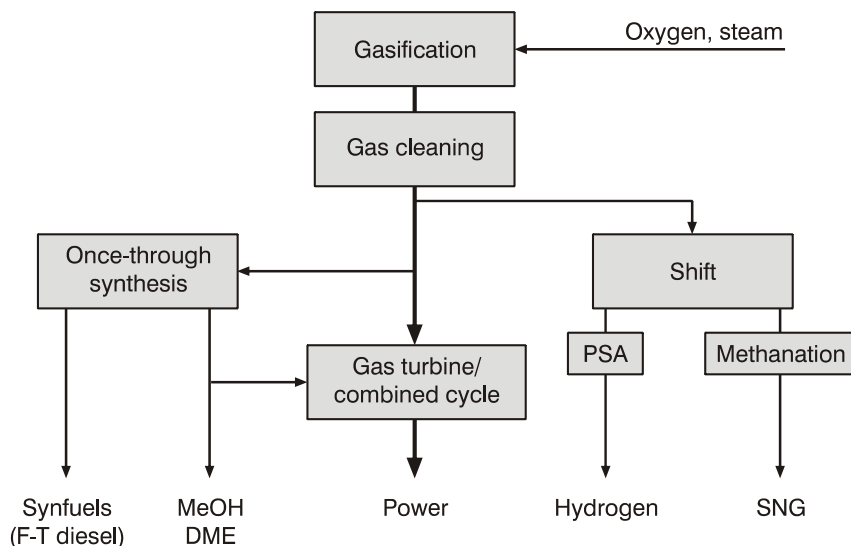 Oxygen, steam
Gasification
Gas cleaning
Once-through
synthesis
Shift
PSA
Methanation
Gas turbine/
combined cycle
Synfuels
(F-T diesel)
MeOH
DME
Power
Hydrogen
SNG